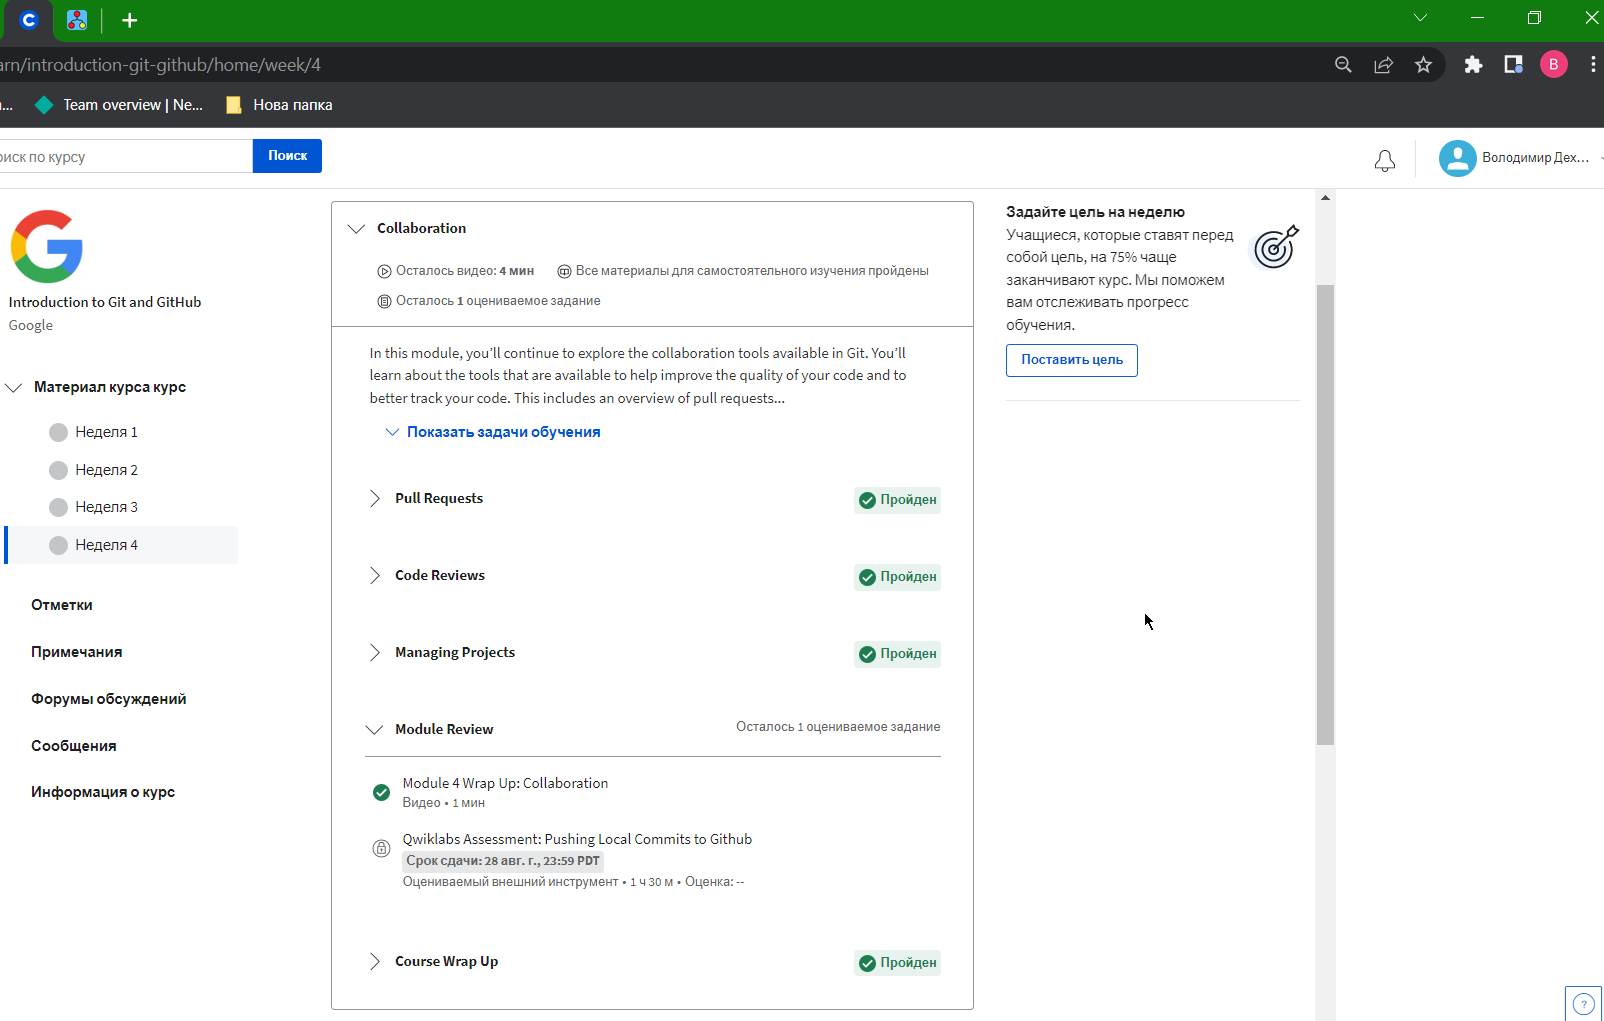 arn/introduction-git-github/home/week/4
B
Team overview | Ne...
Нова папка
Поиск
Володимир Дех...
Introduction to Git and GitHub
Google
Материал курса курс
Неделя 1
Неделя 2
Неделя 3
Неделя 4
Отметки
Примечания
Форумы обсуждений
Сообщения
Информация о курс
Collaboration
Осталось видео: 4 мин
Все материалы для самостоятельного изучения пройдены
Осталось 1 оцениваемое задание
In this module, you’ll continue to explore the collaboration tools available in Git. You’ll
learn about the tools that are available to help improve the quality of your code and to
better track your code. This includes an overview of pull requests...
Показать задачи обучения
Pull Requests
Пройден
Code Reviews
Пройден
Managing Projects
Пройден
Module Review
Осталось 1 оцениваемое задание
Module 4 Wrap Up: Collaboration
Видео • 1 мин
Qwiklabs Assessment: Pushing Local Commits to Github
Срок сдачи: 28 авг. г., 23:59 PDT
Оцениваемый внешний инструмент • 1 ч 30 м • Оценка: --
Course Wrap Up
Пройден
Задайте цель на неделю
Учащиеся, которые ставят перед
собой цель, на 75% чаще
заканчивают курс. Мы поможем
вам отслеживать прогресс
обучения.
Поставить цель